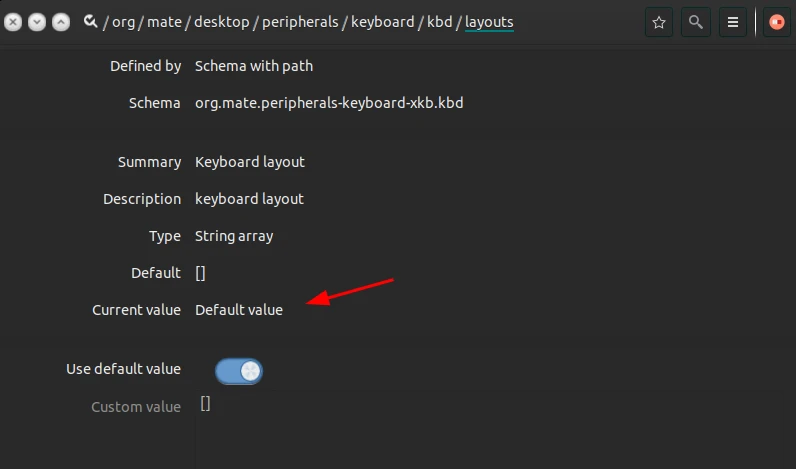 / org / mate / desktop / peripherals / keyboard / kbd / layouts
Defined by Schema with path
Schema org.mate.peripherals-keyboard-xkb.kbd
Summary Keyboard layout
Description keyboard layout
Type String array
Default []
Current value Default value
Use default value
Custom value []